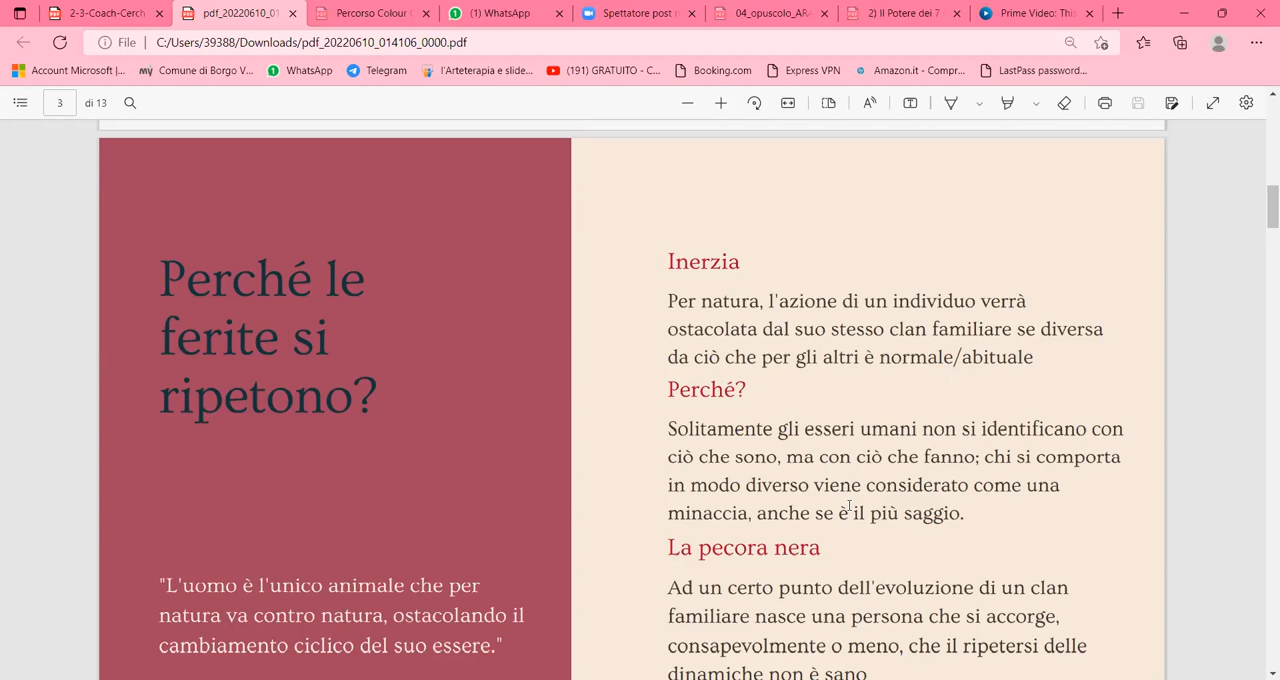 2-3-Coach-Cerch
pdf_20220610_01
Percorso Colour
(1) WhatsApp
Spettatore post
04_opuscolo_AR
2) Il Potere dei 7
Prime Video: This
File
C:/Users/39388/Downloads/pdf_20220610_014106_0000.pdf
Account Microsoft |...
my
Comune di Borgo V...
WhatsApp
Telegram
l'Arteterapia e slide...
(191) GRATUITO - C...
Booking.com
Express VPN
Amazon.it - Compr...
LastPass password...
3
di 13
Perché le
ferite si
ripetono?
"L'uomo è l'unico animale che per
natura va contro natura, ostacolando il
cambiamento ciclico del suo essere."
Inerzia
Per natura, l'azione di un individuo verrà
ostacolata dal suo stesso clan familiare se diversa
da ciò che per gli altri è normale/abituale
Perché?
Solitamente gli esseri umani non si identificano con
ciò che sono, ma con ciò che fanno; chi si comporta
in modo diverso viene considerato come una
minaccia, anche se è il più saggio.
La pecora nera
Ad un certo punto dell'evoluzione di un clan
familiare nasce una persona che si accorge,
consapevolmente o meno, che il ripetersi delle
dinamiche non è sano